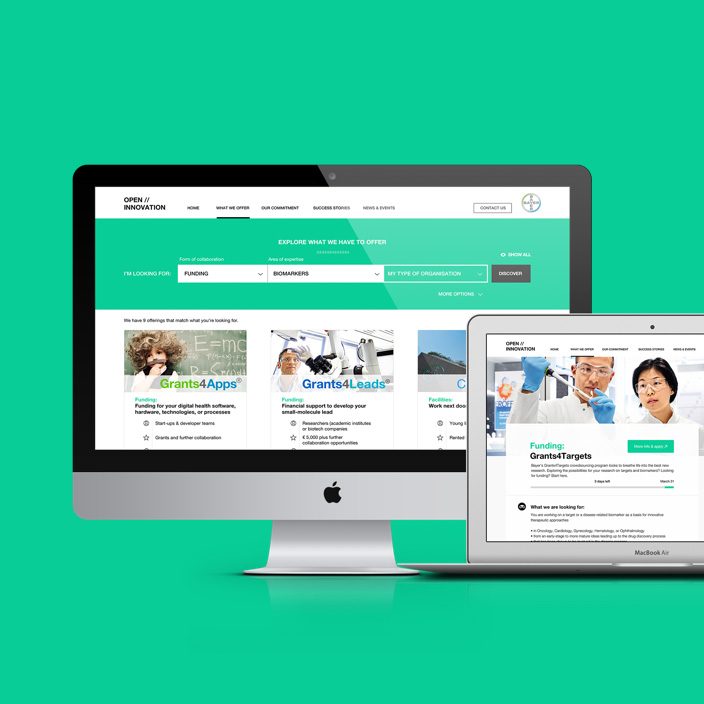 OPEN //
INNOVATION
HOME
WHAT WE OFFER
OUR COMMITMENT
SUCCESS STORIES
NEWS & EVENTS
CONTACT US
BAYER
EXPLORE WHAT WE HAVE TO OFFER
SHOW ALL
Form of collaboration
Area of expertise
I'M LOOKING FOR:
FUNDING
BIOMARKERS
MY TYPE OF ORGANISATION
DISCOVER
MORE OPTIONS
We have 9 offerings that match what you're looking for.
E=mc
Grants4Apps®
Funding:
Funding for your digital health software,
hardware, technologies, or processes
Start-ups & developer teams
Grants and further collaboration
Grants4Leads®
Funding:
Financial support to develop your
small-molecule lead
Researchers (academic institutes
or biotech companies
€ 5,000 plus further
collaboration opportunities
C
Facilities:
Work next doo
Young l
Rented
OPEN //
INNOVATION
HOME
WHAT WE OFFER
OUR COMMITMENT
SUCCESS STORIES
NEWS & EVENTS
Funding:
Grants4Targets
More info & apply
Bayer's Grants4Targets crowdsourcing program looks to breathe life into the best new
research. Exploring the possibilities for your research on targets and biomarkers? Looking
for funding? Start here.
5 days left
March 31
What we are looking for:
You are working on a target or a disease-related biomarker as a basis for innovative
therapeutic approaches
• in Oncology, Cardiology, Gynecology, Hematology, or Ophthalmology
• from an early-stage to more mature ideas leading up to the drug discovery process
MacBook Air